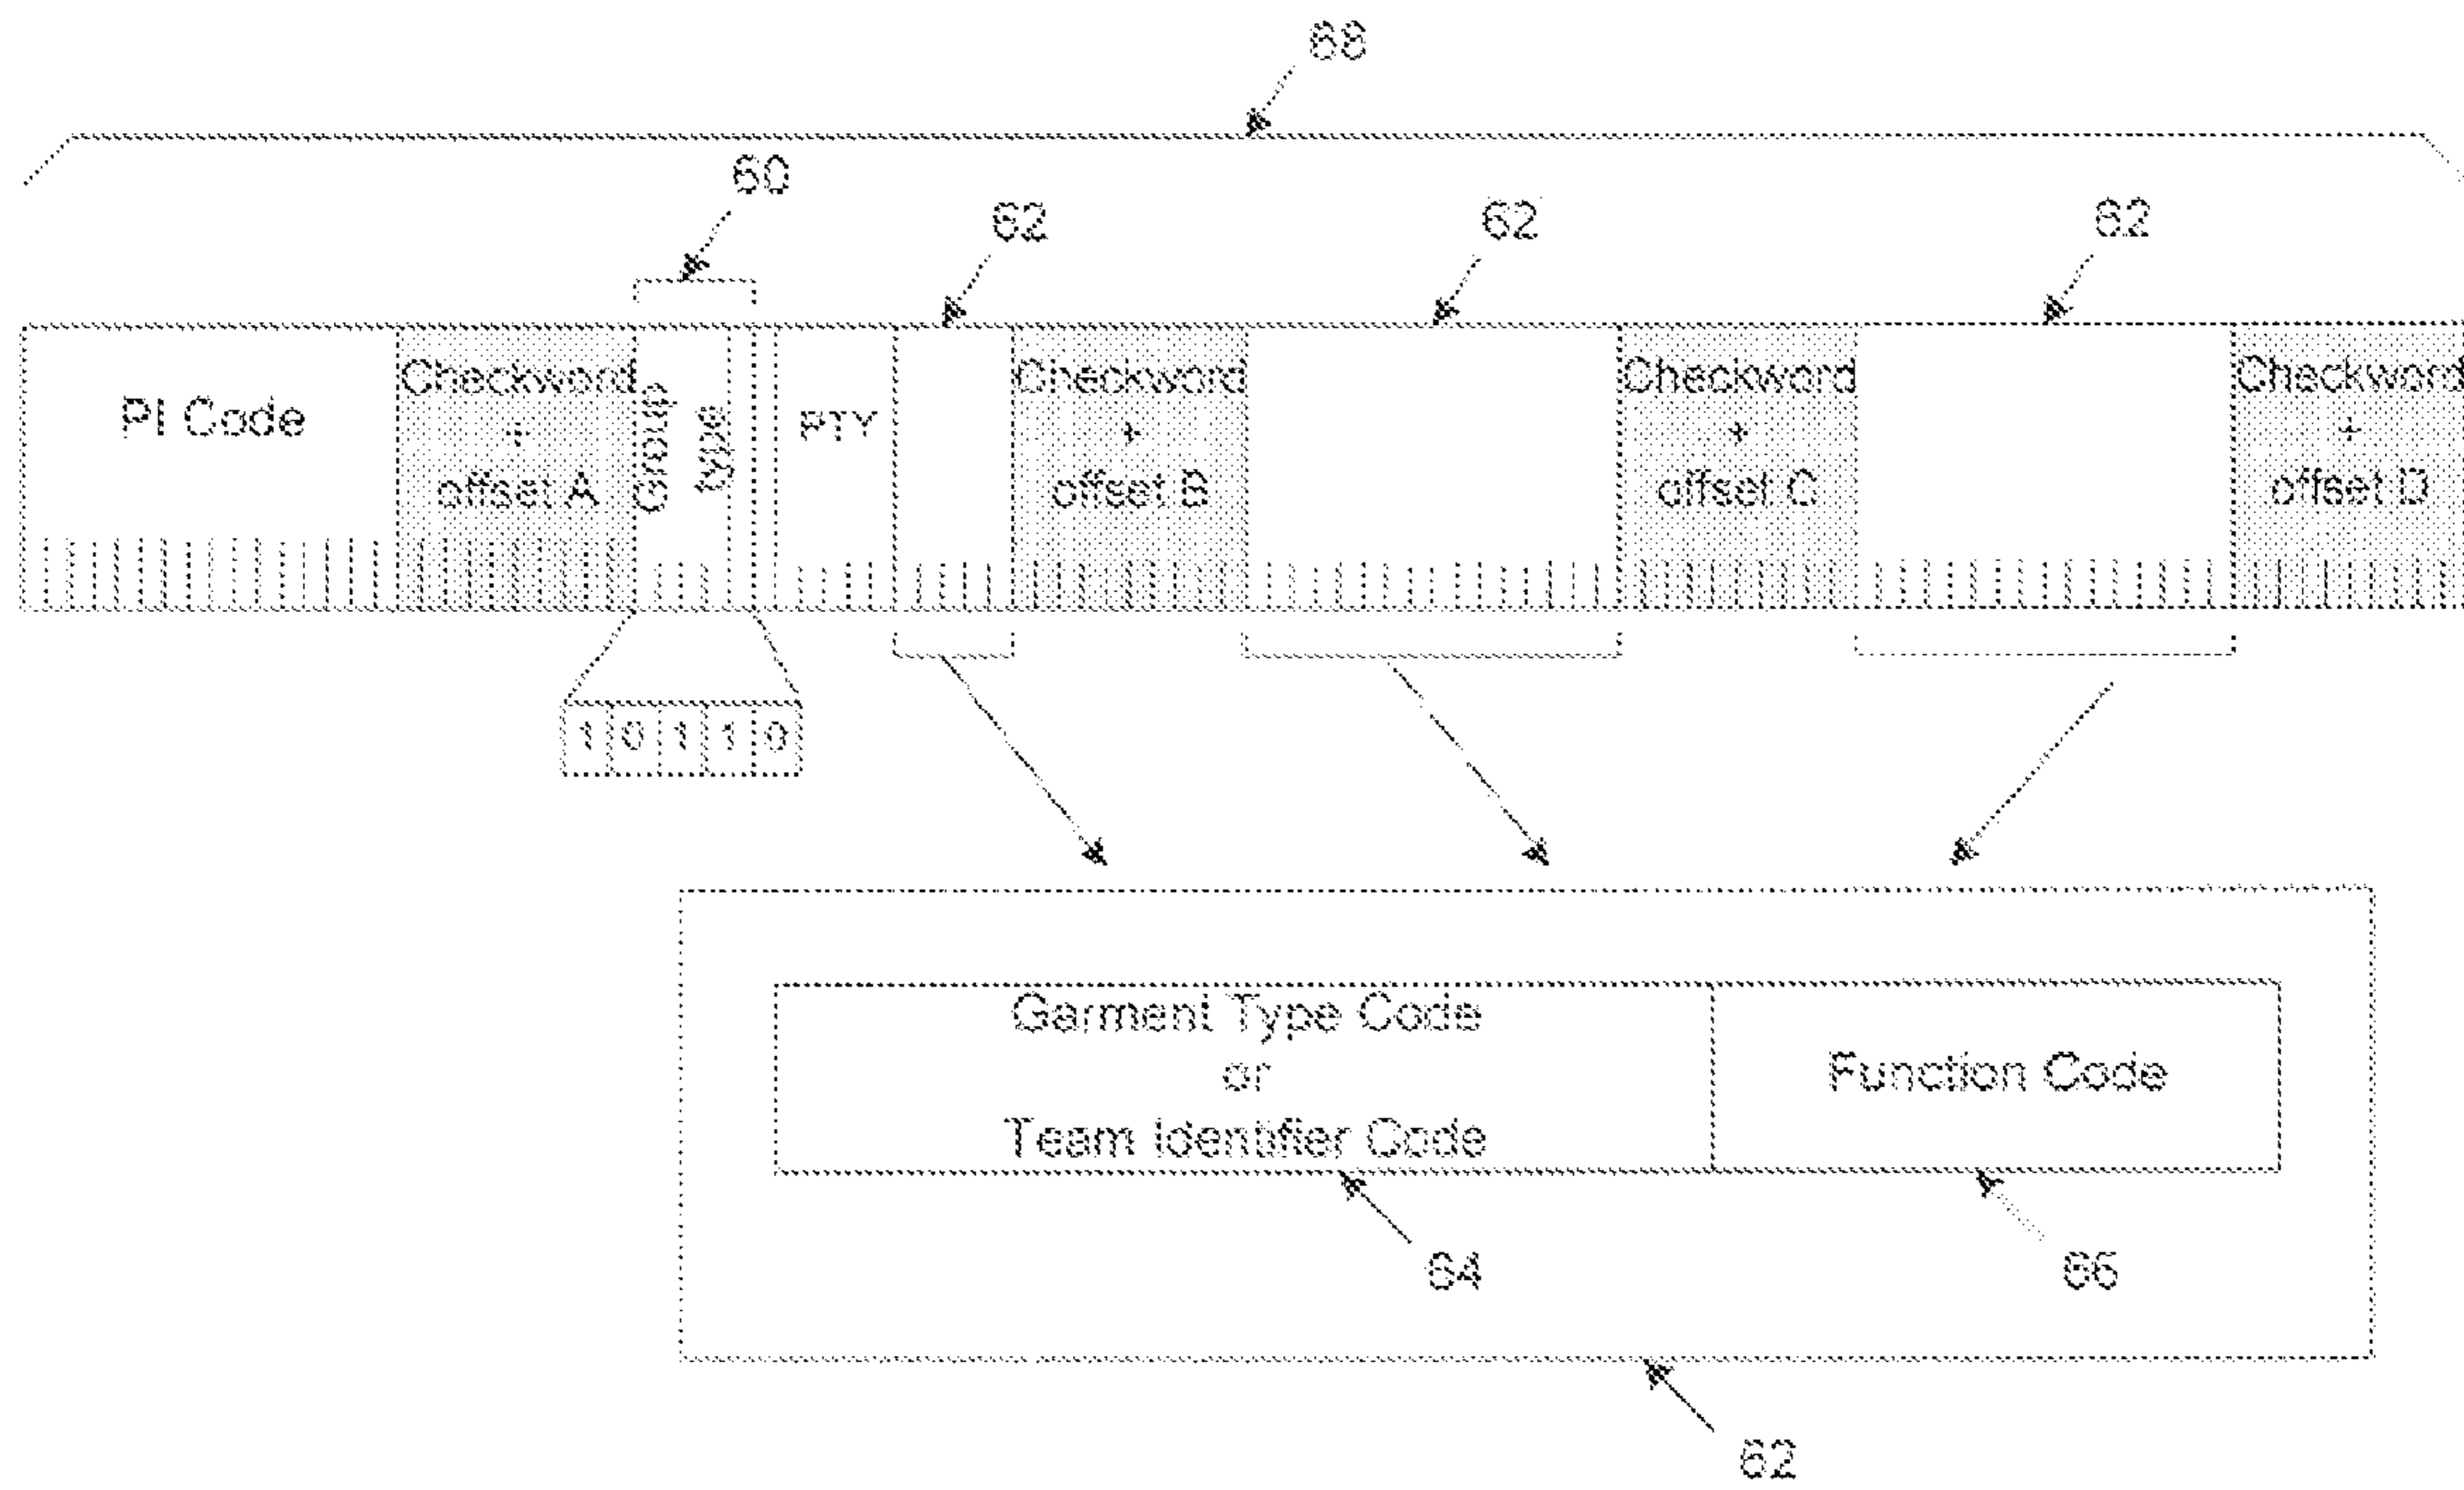 68
60
62
62
62
PI Code
Checkword
+
offset A
Group
type
PTY
Checkword
+
offset B
Checkword
+
offset C
Checkword
+
offset D
1 0 1 1 0
Garment Type Code
or
Team Identifier Code
Function Code
64
66
62